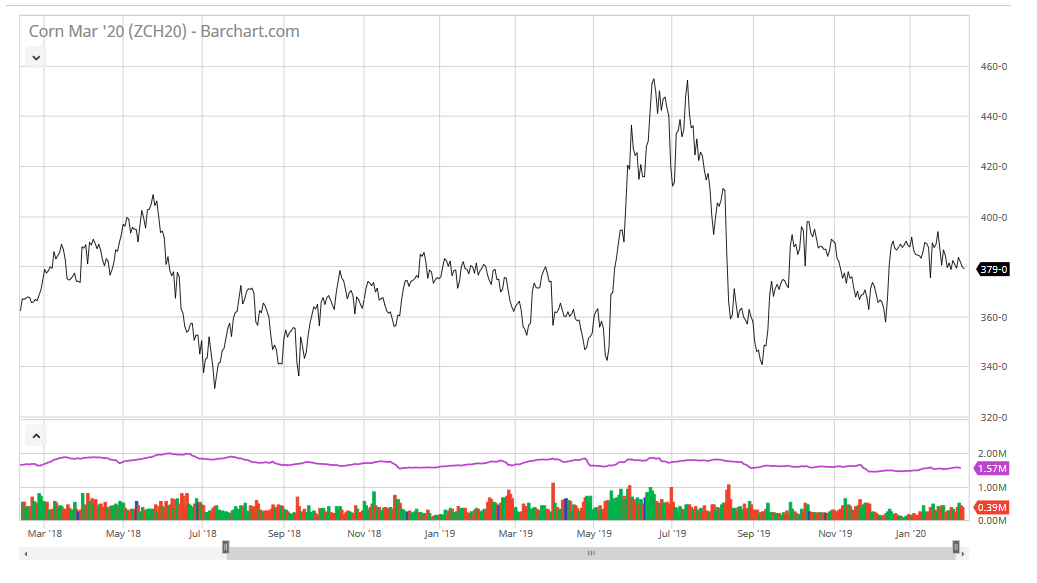 Corn Mar '20 (ZCH20) - Barchart.com
460-0
440-0
420-0
400-0
379-0
360-0
340-0
320-0
2.00M
1.57M
1.00M
0.39M
0.00M
Mar '18 May '18 Jul '18 Sep '18 Nov '18 Jan '19 Mar '19 May '19 Jul '19 Sep '19 Nov '19 Jan '20